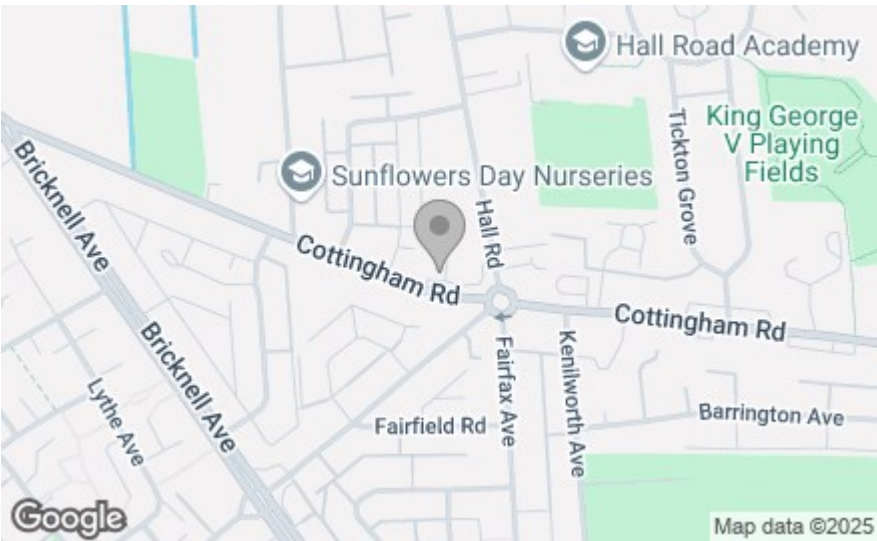 Hall Road Academy
King George
V Playing
Fields
Tickton Grove
Sunflowers Day Nurseries
Bricknell Ave
Hall Rd
Cottingham Rd
Cottingham Rd
Bricknell Ave
Fairfax Ave
Kenilworth Ave
Lythe Ave
Barrington Ave
Fairfield Rd
Google
Map data ©2025